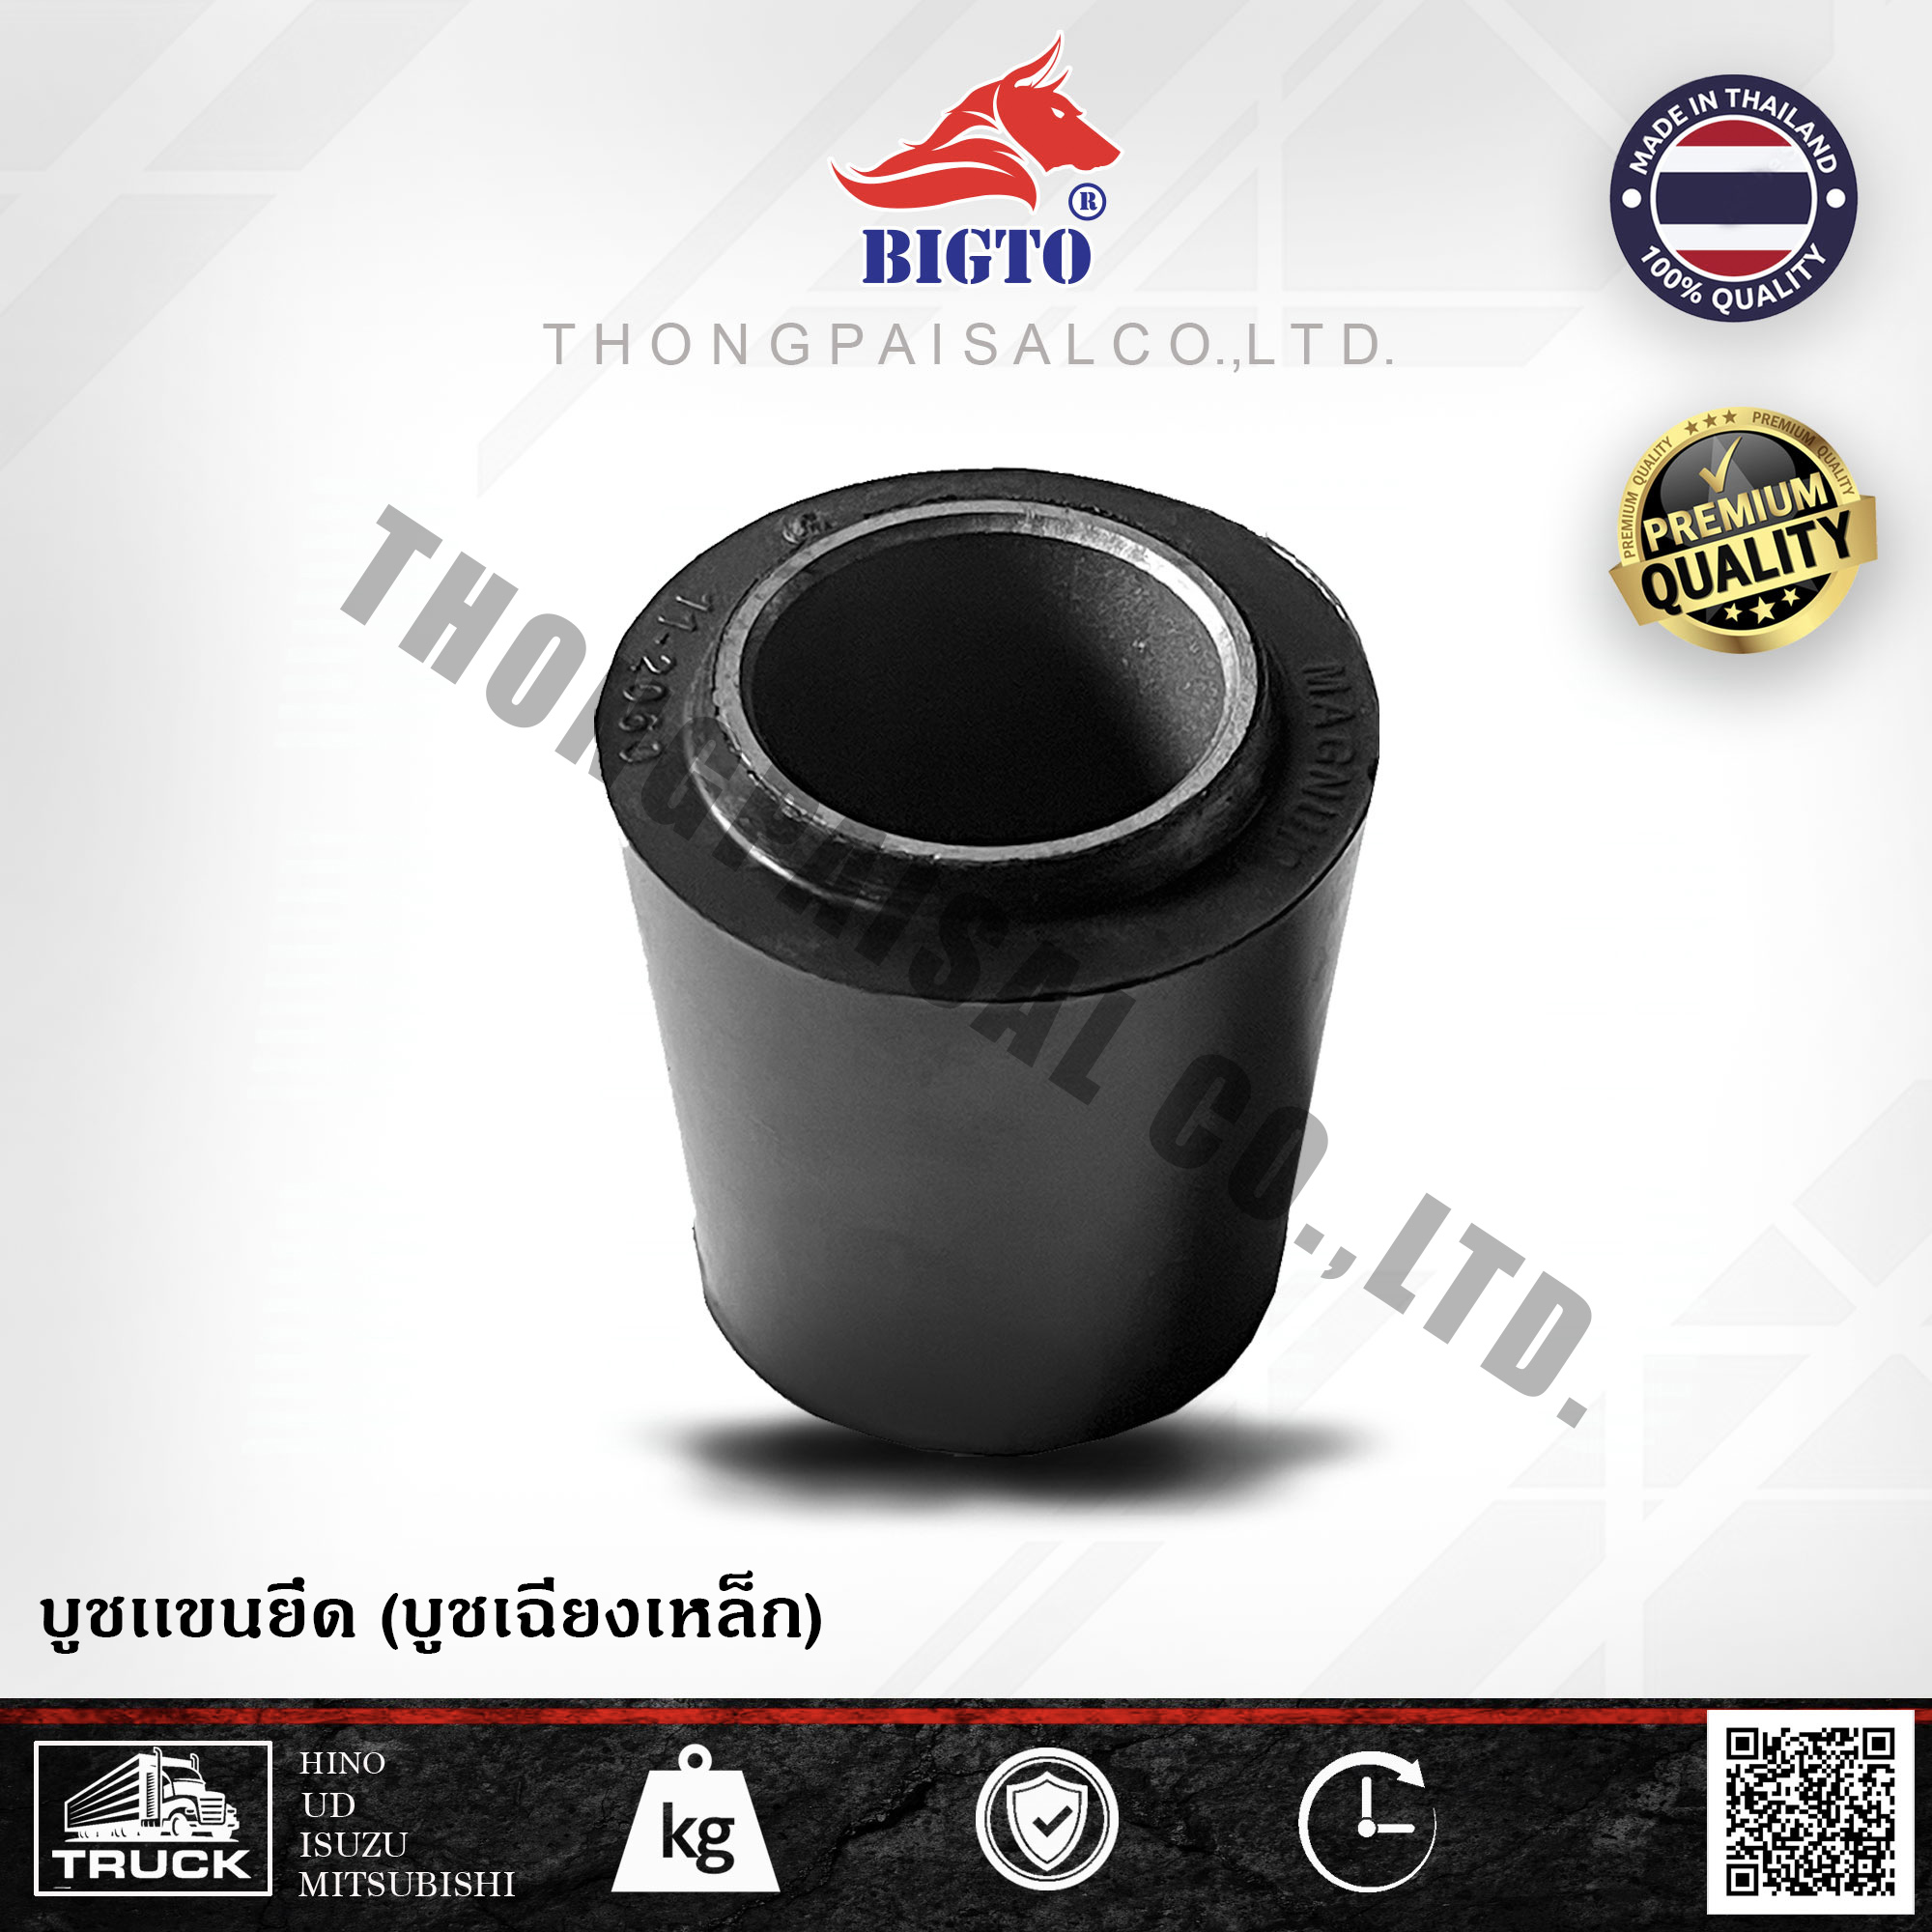 BIGTO
®
THONGPAISALCO.,LTD.
MADE IN THAILAND
100% QUALITY
PREMIUM QUALITY
PREMIUM QUALITY
PREMIUM QUALITY
PREMIUM
QUALITY
11-2060
MAGNUM
THONGPAISAL CO.,LTD.
บูชแขนยึด (บูชเฉียงเหล็ก)
TRUCK
HINO
UD
ISUZU
MITSUBISHI
kg